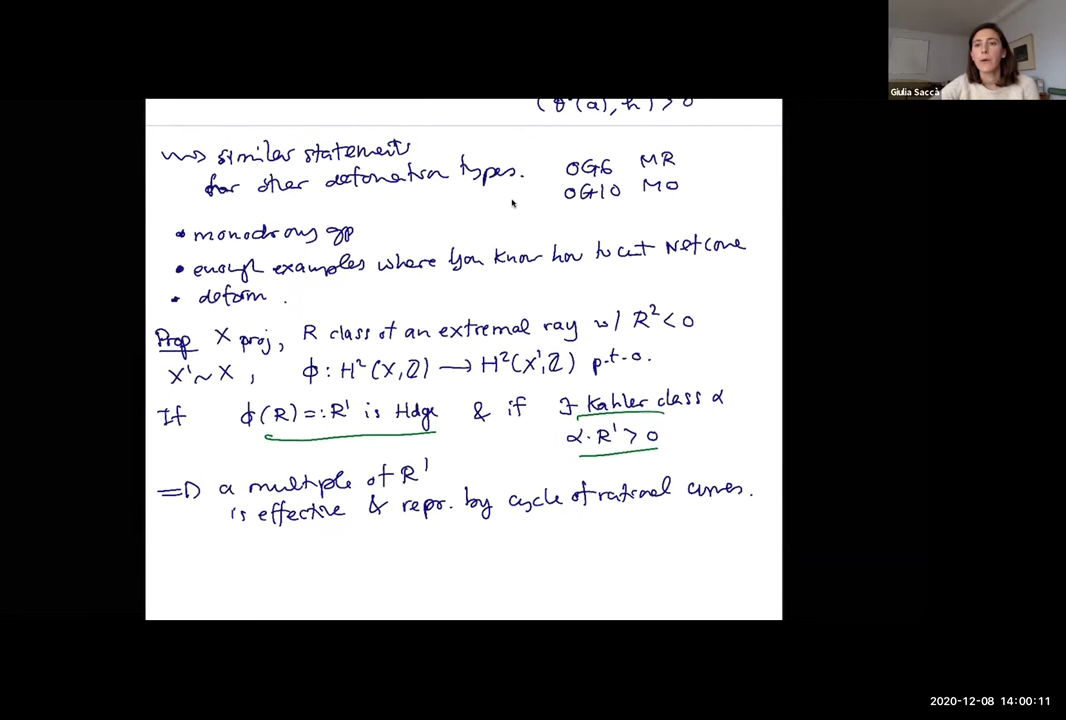 Giulia Saccà
(θ^(a), h) > 0
~~> similar statements
for other deformation types.
OG6 MR
OG10 MO
• monodromy gp
• enough examples where you know how to cut Nef cone
• deform.
Prop X proj, R class of an extremal ray w/ R² < 0
X' ~ X, ϕ: H²(X, Z) → H²(X', Z) p.t.o.
If ϕ(R) =: R' is Hdge & if ∃ Kahler class α
α · R' > 0
=> a multiple of R'
is effective & repr. by cycle of rational curves.
2020-12-08 14:00:11